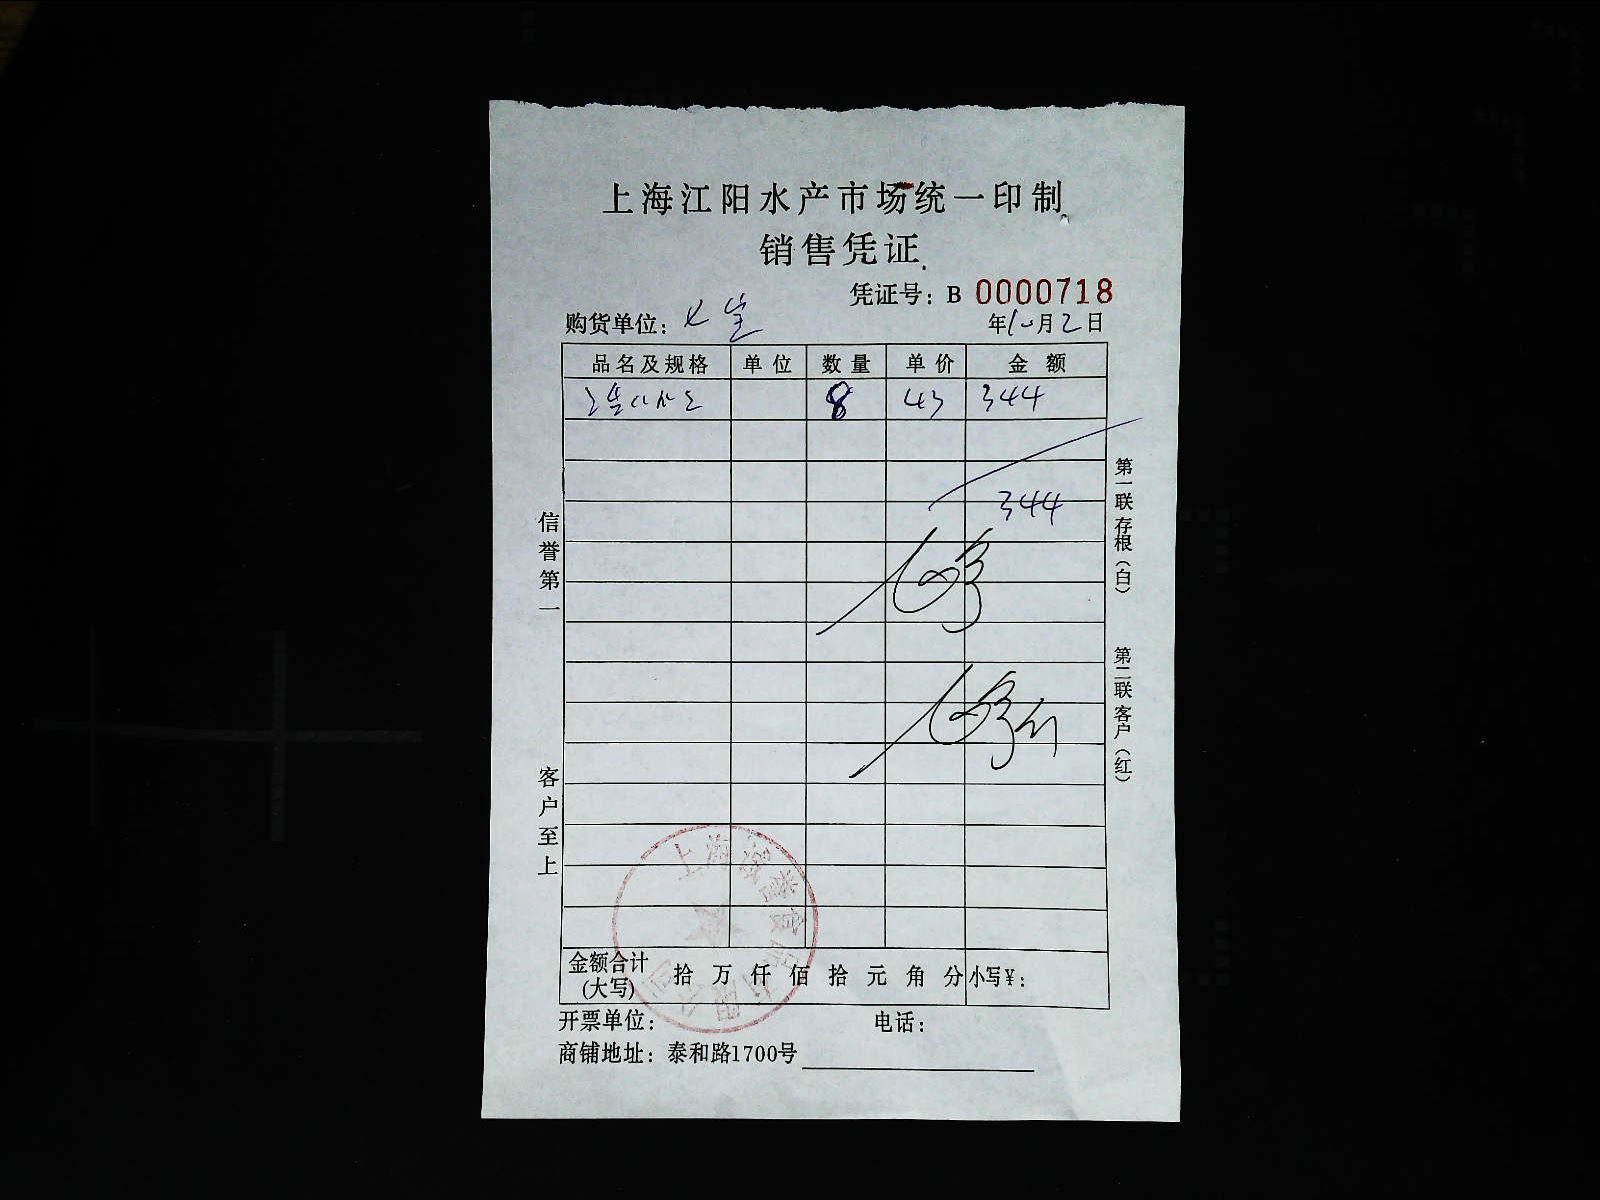 上海江阳水产市场统一印制
销售凭证
凭证号：B 0000718
购货单位：
年10月2日
品名及规格 单位 数量 单价 金额
8 43 344
344
信誉第一
客户至上
第一联存根（白）
第二联客户（红）
金额合计（大写） 拾 万 仟 佰 拾 元 角 分 小写¥：
开票单位： 电话：
商铺地址：泰和路1700号